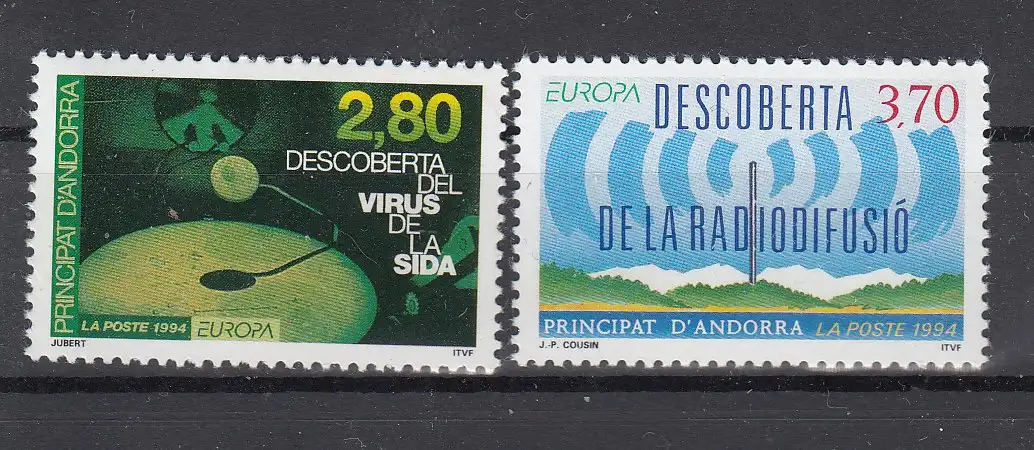 PRINCIPAT D'ANDORRA
2,80
DESCOBERTA
DEL
VIRUS
DE
LA
SIDA
LA POSTE 1994 EUROPA
JUBERT ITVF
EUROPA DESCOBERTA 3,70
DE LA RADIODIFUSIÓ
PRINCIPAT D'ANDORRA LA POSTE 1994
J.-P. COUSIN ITVF